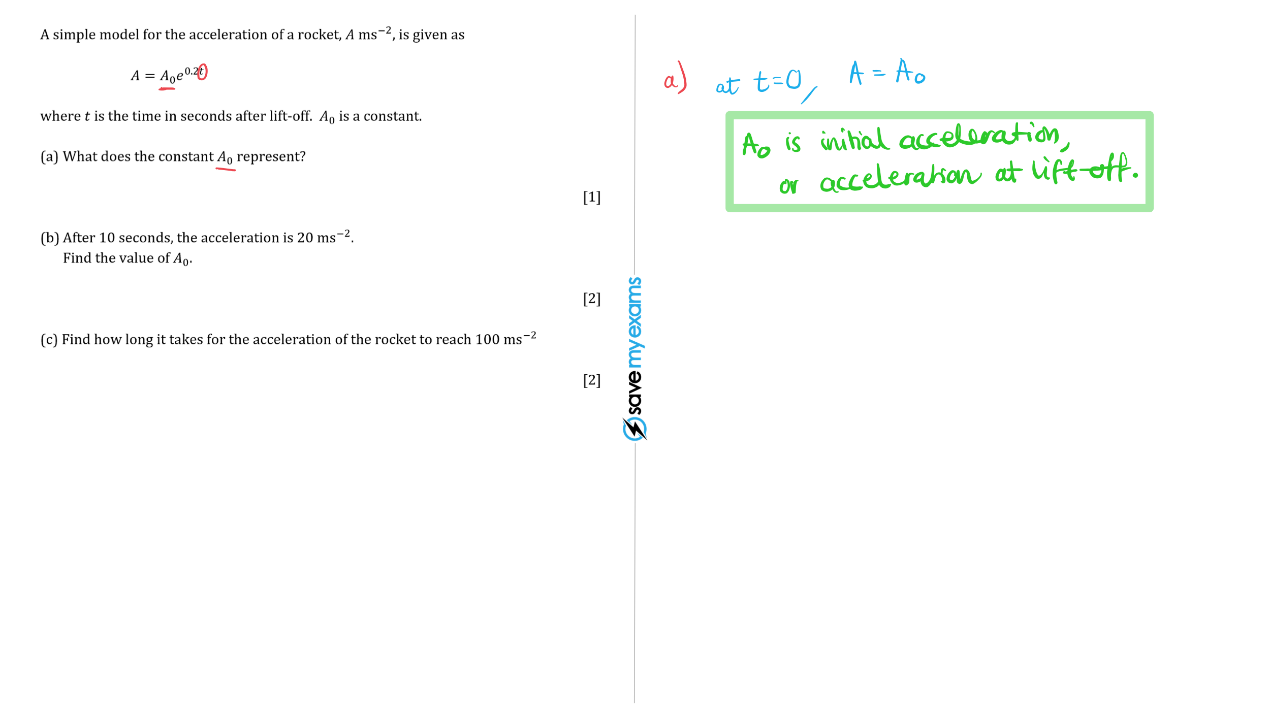 A simple model for the acceleration of a rocket, A ms⁻², is given as
A = A₀e^0.2t 0
where t is the time in seconds after lift-off. A₀ is a constant.
(a) What does the constant A₀ represent?
[1]
(b) After 10 seconds, the acceleration is 20 ms⁻².
Find the value of A₀.
[2]
(c) Find how long it takes for the acceleration of the rocket to reach 100 ms⁻²
[2]
save my exams
a) at t=0, A = A₀
A₀ is initial acceleration,
or acceleration at lift-off.